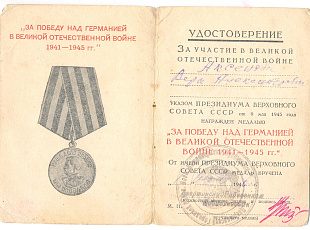 „ЗА ПОБЕДУ НАД ГЕРМАНИЕЙ
В ВЕЛИКОЙ ОТЕЧЕСТВЕННОЙ ВОЙНЕ
1941—1945 гг."
УДОСТОВЕРЕНИЕ
ЗА УЧАСТИЕ В ВЕЛИКОЙ
ОТЕЧЕСТВЕННОЙ ВОЙНЕ
УКАЗОМ ПРЕЗИДИУМА ВЕРХОВНОГО
СОВЕТА СССР от 9 мая 1945 года
НАГРАЖДЕН МЕДАЛЬЮ
„ЗА ПОБЕДУ НАД ГЕРМАНИЕЙ
В ВЕЛИКОЙ ОТЕЧЕСТВЕННОЙ
ВОЙНЕ 1941—1945 гг."
От имени ПРЕЗИДИУМА ВЕРХОВНОГО
СОВЕТА СССР МЕДАЛЬ ВРУЧЕНА
М. П.